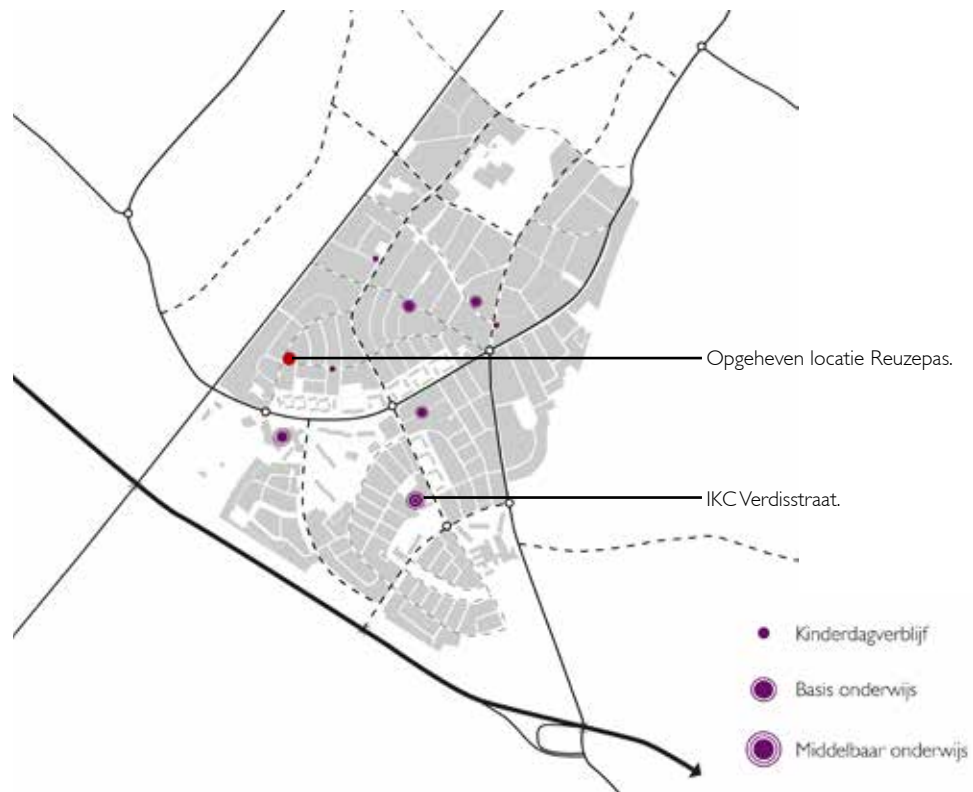 Opgeheven locatie Reuzepas.
IKC Verdisstraat.
Kinderdagverblijf
Basis onderwijs
Middelbaar onderwijs